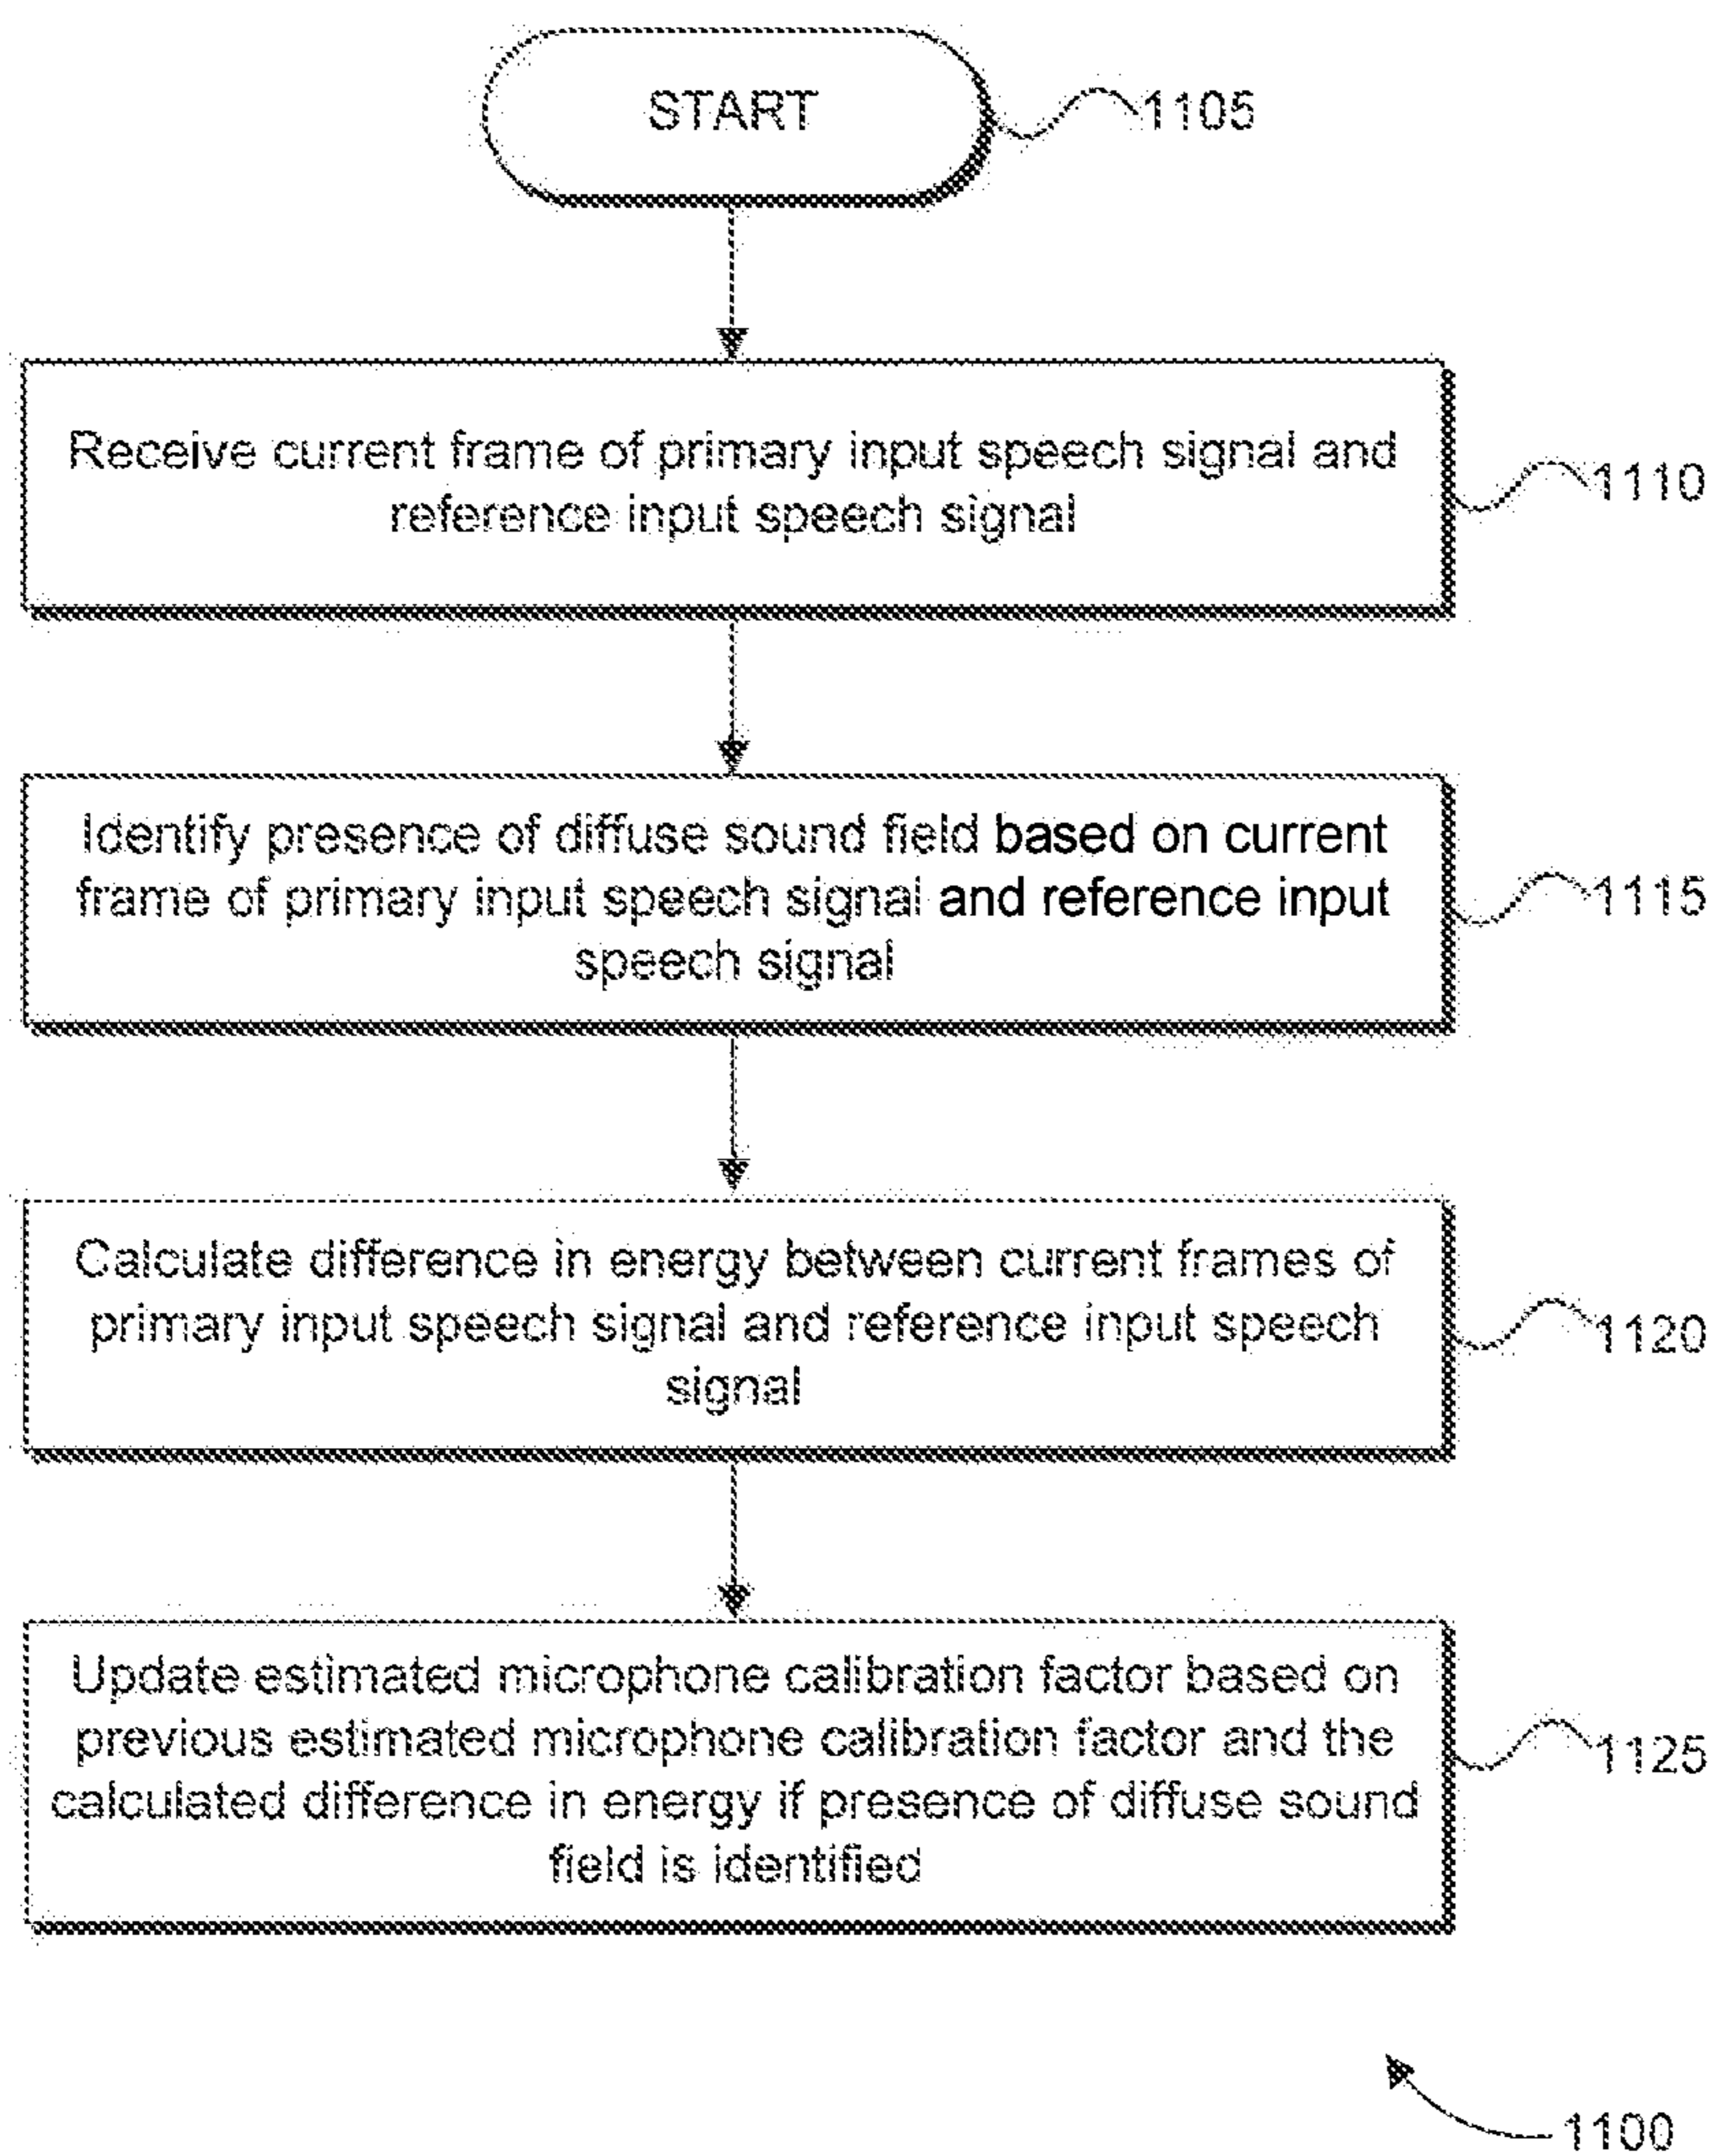 START
1105
Receive current frame of primary input speech signal and
reference input speech signal
1110
Identify presence of diffuse sound field based on current
frame of primary input speech signal and reference input
speech signal
1115
Calculate difference in energy between current frames of
primary input speech signal and reference input speech
signal
1120
Update estimated microphone calibration factor based on
previous estimated microphone calibration factor and the
calculated difference in energy if presence of diffuse sound
field is identified
1125
1100